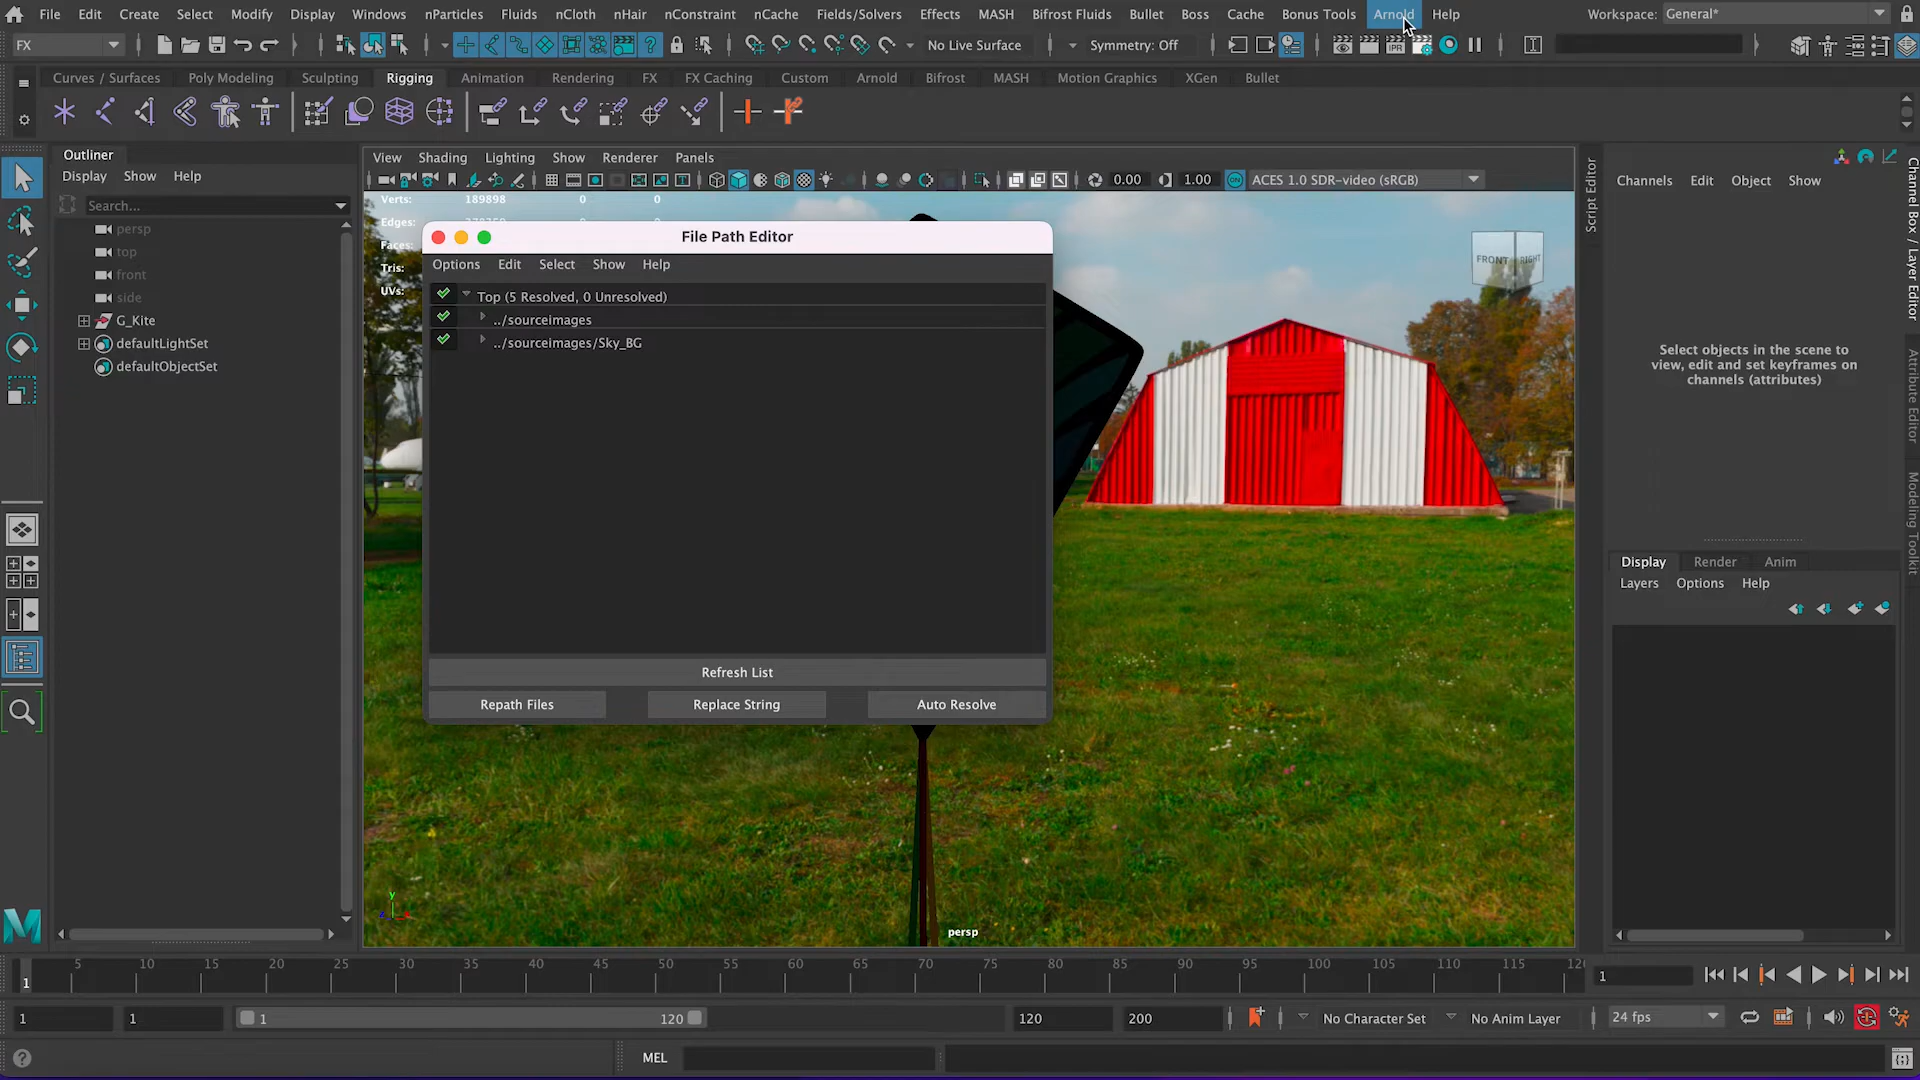 File Edit Create Select Modify Display Windows nParticles Fluids nCloth nHair nConstraint nCache Fields/Solvers Effects MASH Bifrost Fluids Bullet Boss Cache Bonus Tools Arnold Help Workspace: General*
FX No Live Surface Symmetry: Off IPR
Curves / Surfaces Poly Modeling Sculpting Rigging Animation Rendering FX FX Caching Custom Arnold Bifrost MASH Motion Graphics XGen Bullet
Outliner
Display Show Help
Search...
persp
top
front
side
G_Kite
defaultLightSet
defaultObjectSet
View Shading Lighting Show Renderer Panels
0.00 1.00 ON ACES 1.0 SDR-video (sRGB)
Verts: 189898 0 0
Edges:
Faces:
Tris:
UVs:
File Path Editor
Options Edit Select Show Help
Top (5 Resolved, 0 Unresolved)
../sourceimages
../sourceimages/Sky_BG
Refresh List
Repath Files Replace String Auto Resolve
FRONT RIGHT
persp
y
Script Editor
Channels Edit Object Show
Select objects in the scene to
view, edit and set keyframes on
channels (attributes)
Display Render Anim
Layers Options Help
Channel Box / Layer Editor
Attribute Editor
Modeling Toolkit
5 10 15 20 25 30 35 40 45 50 55 60 65 70 75 80 85 90 95 100 105 110 115 12
1 1
1 1 1 120 120 200 No Character Set No Anim Layer 24 fps
MEL